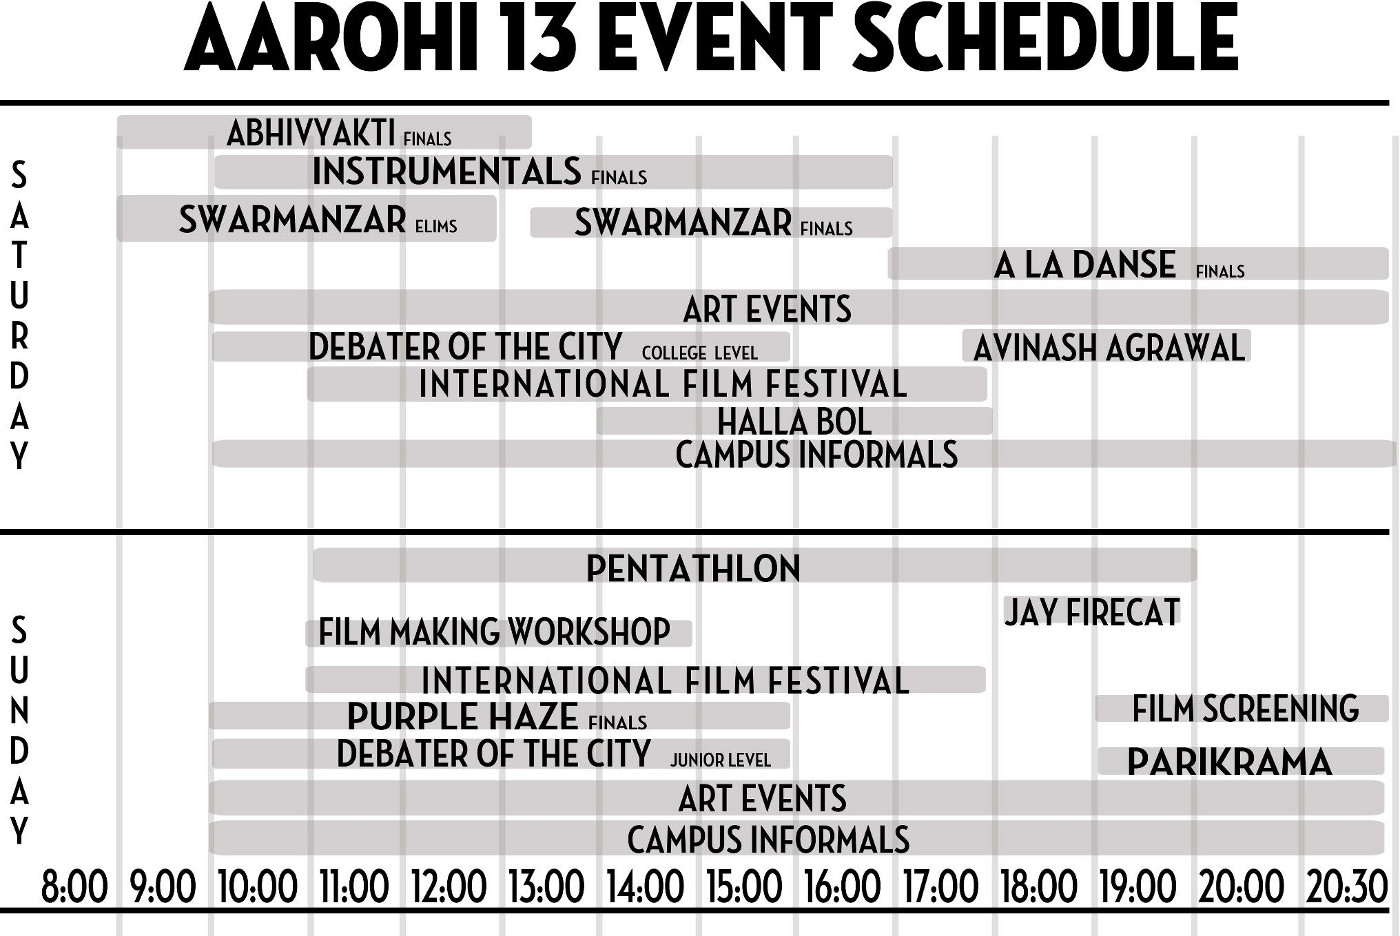 AAROHI 13 EVENT SCHEDULE
SATURDAY
ABHIVYAKTI FINALS
INSTRUMENTALS FINALS
SWARMANZAR ELIMS SWARMANZAR FINALS
A LA DANSE FINALS
ART EVENTS
DEBATER OF THE CITY COLLEGE LEVEL AVINASH AGRAWAL
INTERNATIONAL FILM FESTIVAL
HALLA BOL
CAMPUS INFORMALS
SUNDAY
PENTATHLON
JAY FIRECAT
FILM MAKING WORKSHOP
INTERNATIONAL FILM FESTIVAL
PURPLE HAZE FINALS FILM SCREENING
DEBATER OF THE CITY JUNIOR LEVEL PARIKRAMA
ART EVENTS
CAMPUS INFORMALS
8:00 9:00 10:00 11:00 12:00 13:00 14:00 15:00 16:00 17:00 18:00 19:00 20:00 20:30